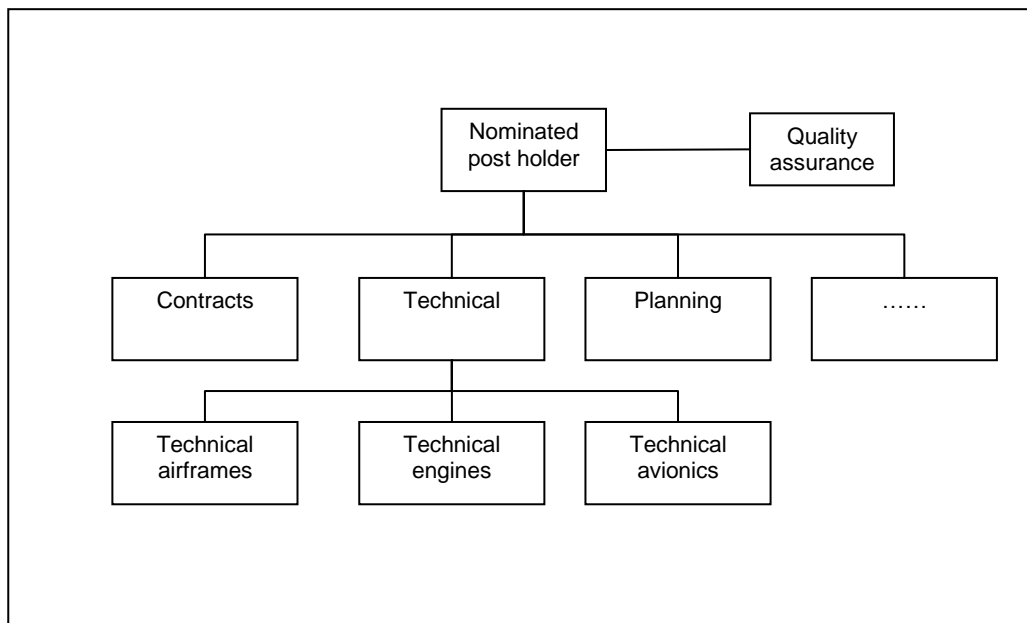 Nominated
post holder
Quality
assurance
Contracts
Technical
Planning
……
Technical
airframes
Technical
engines
Technical
avionics